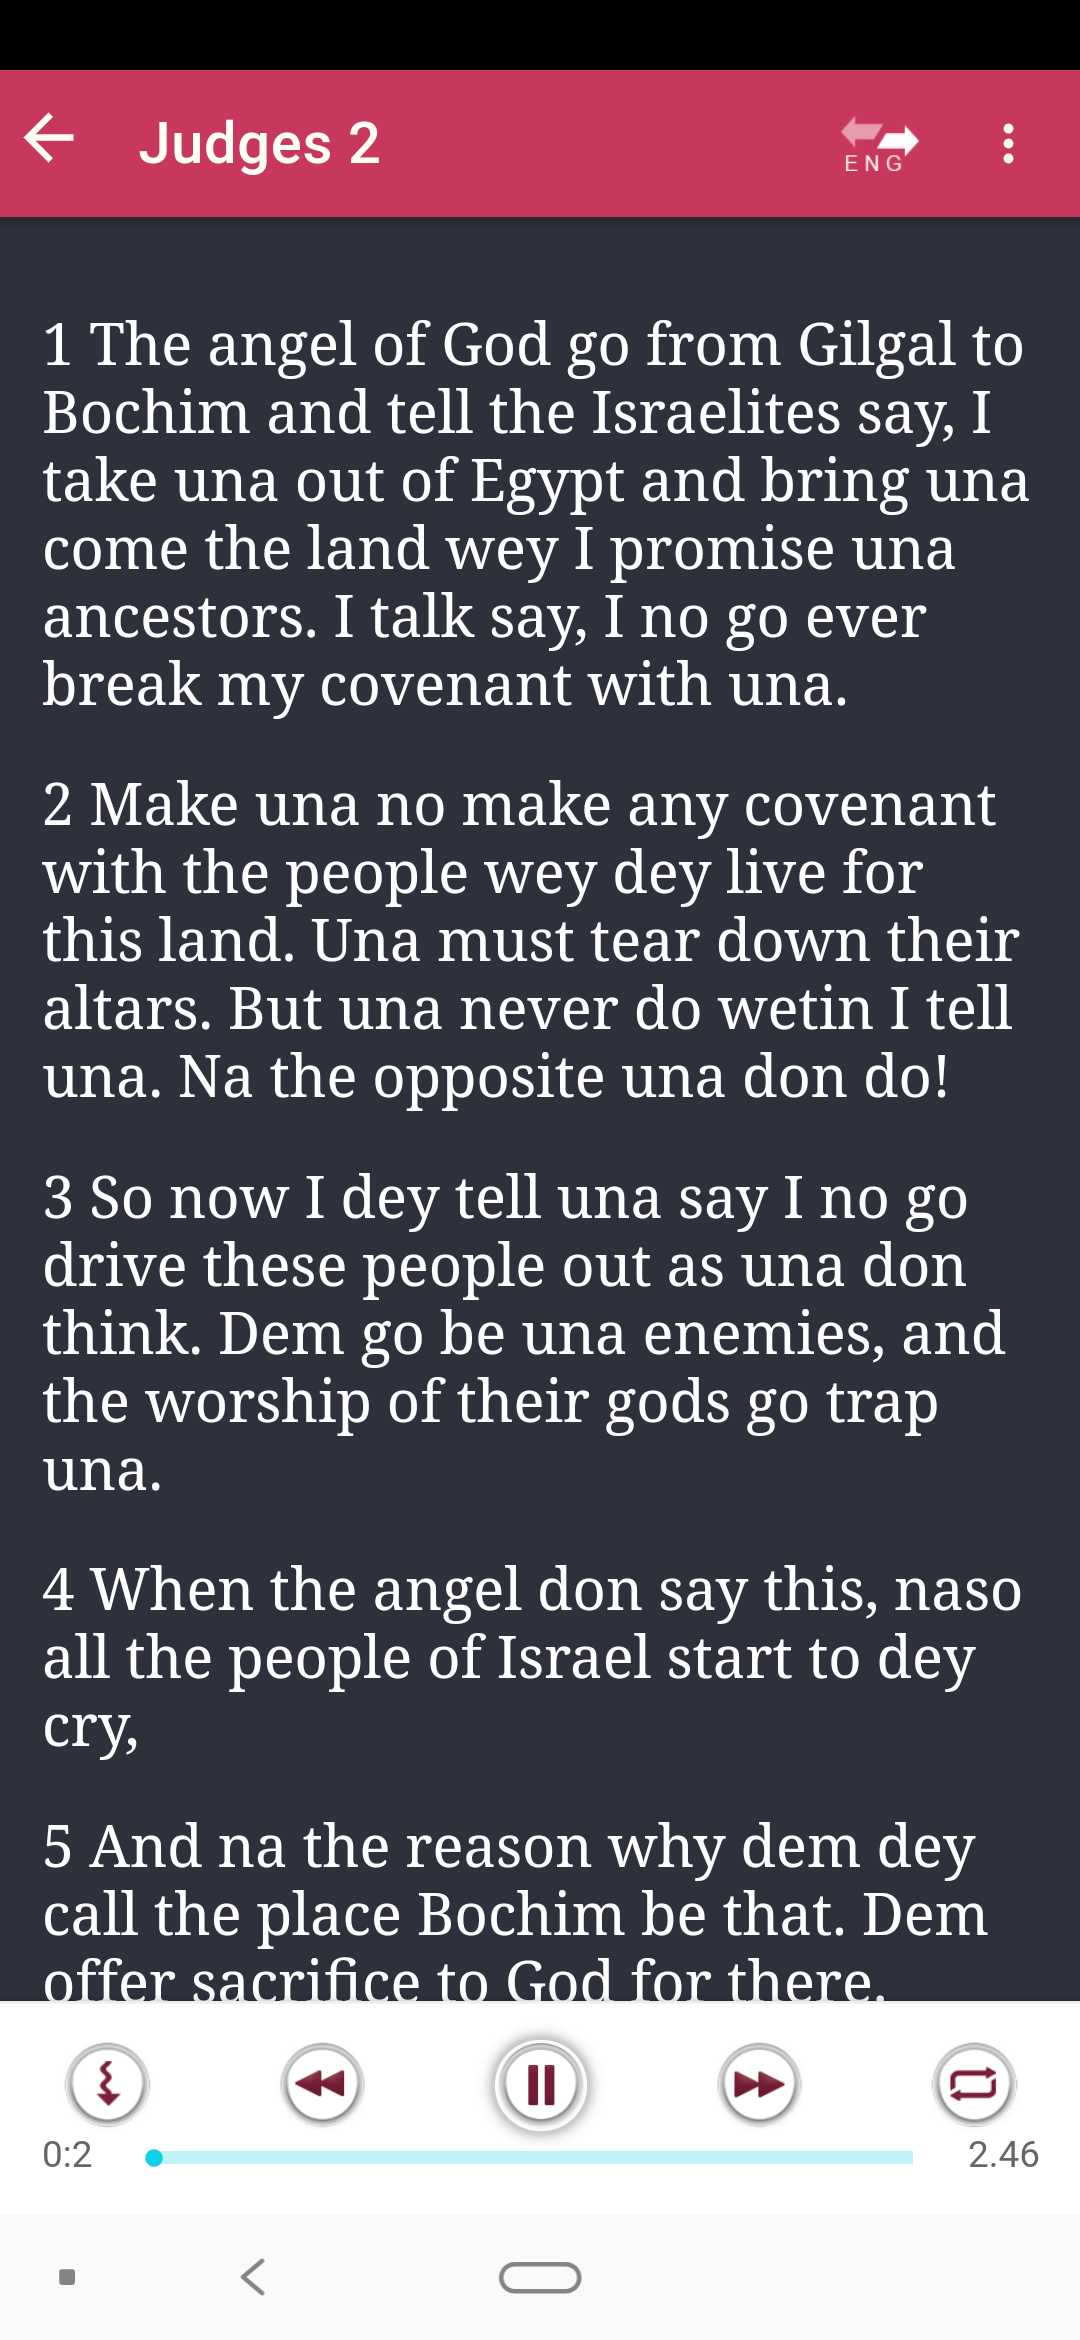 Judges 2
ENG
1 The angel of God go from Gilgal to
Bochim and tell the Israelites say, I
take una out of Egypt and bring una
come the land wey I promise una
ancestors. I talk say, I no go ever
break my covenant with una.
2 Make una no make any covenant
with the people wey dey live for
this land. Una must tear down their
altars. But una never do wetin I tell
una. Na the opposite una don do!
3 So now I dey tell una say I no go
drive these people out as una don
think. Dem go be una enemies, and
the worship of their gods go trap
una.
4 When the angel don say this, naso
all the people of Israel start to dey
cry,
5 And na the reason why dem dey
call the place Bochim be that. Dem
offer sacrifice to God for there.
0:2
2.46